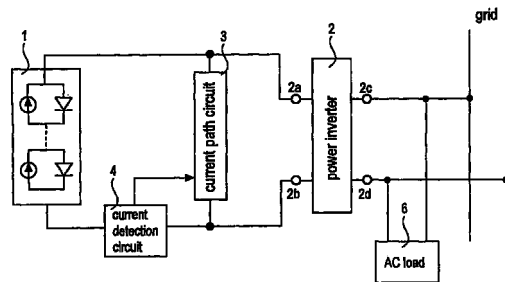 grid
1
3
2
2a
2c
current path circuit
power inverter
4
2b
2d
current
detection
circuit
6
AC load